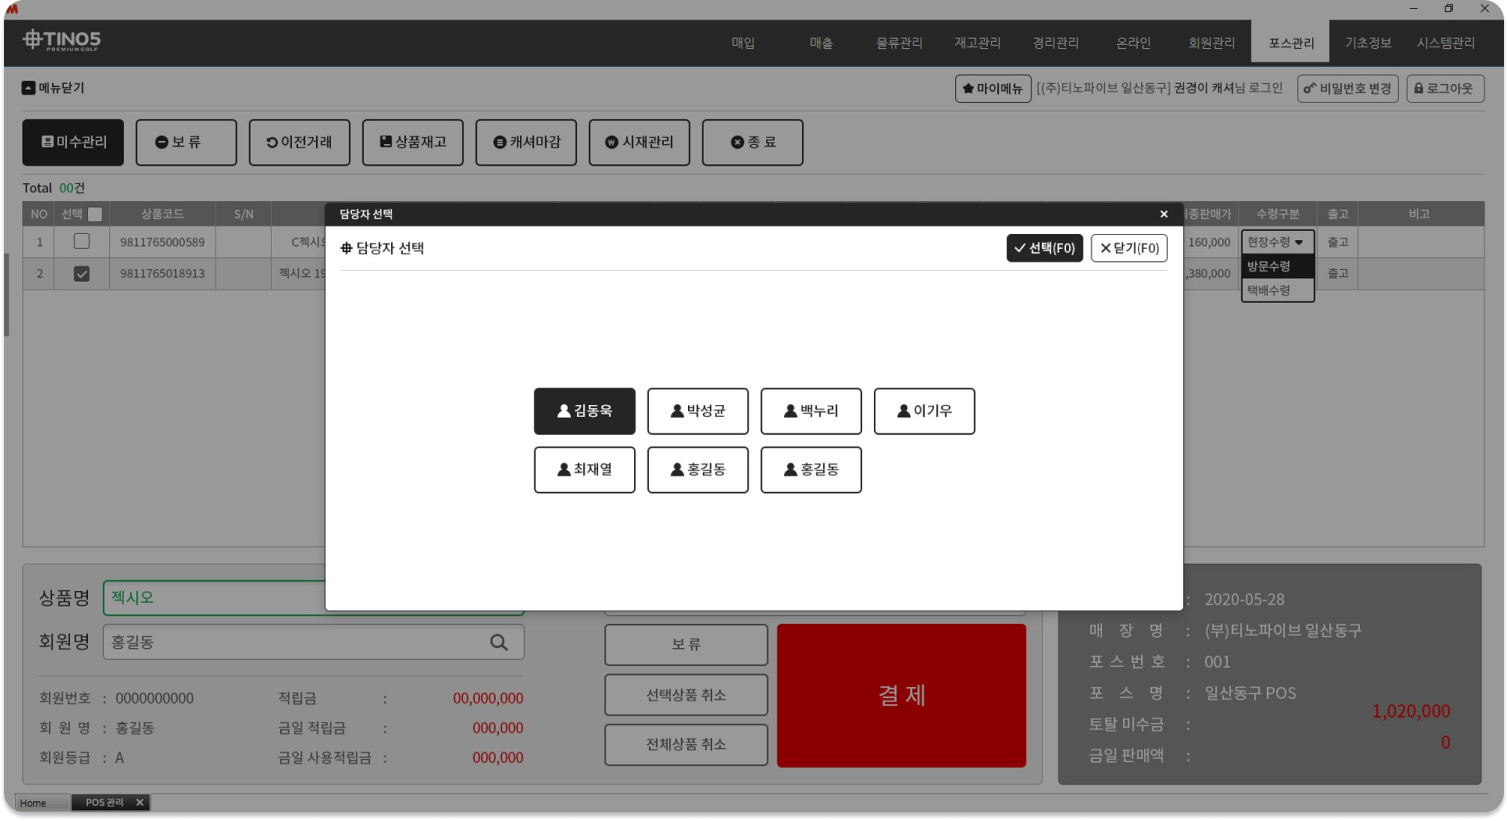 TINO5
PREMIUM GOLF
매입 매출 물류관리 재고관리 경리관리 온라인 회원관리 포스관리 기초정보 시스템관리
메뉴닫기
마이메뉴 [(주)티노파이브 일산동구] 권경이 캐셔님 로그인 비밀번호 변경 로그아웃
미수관리 보 류 이전거래 상품재고 캐셔마감 시재관리 종 료
Total 00건
NO 선택 상품코드 S/N 종판매가 수령구분 출고 비고
1 9811765000589 C젝시 160,000 현장수령 출고
2 9811765018913 젝시오 19 ,380,000 방문수령 출고
택배수령
담당자 선택
담당자 선택 선택(F0) 닫기(F0)
김동욱 박성균 백누리 이기우
최재열 홍길동 홍길동
상품명 젝시오
회원명 홍길동
회원번호 : 0000000000 적립금 : 00,000,000
회 원 명 : 홍길동 금일 적립금 : 000,000
회원등급 : A 금일 사용적립금 : 000,000
보 류
선택상품 취소
전체상품 취소
결 제
: 2020-05-28
매 장 명 : (부)티노파이브 일산동구
포 스 번 호 : 001
포 스 명 : 일산동구 POS
토탈 미수금 : 1,020,000
금일 판매액 : 0
Home POS 관리